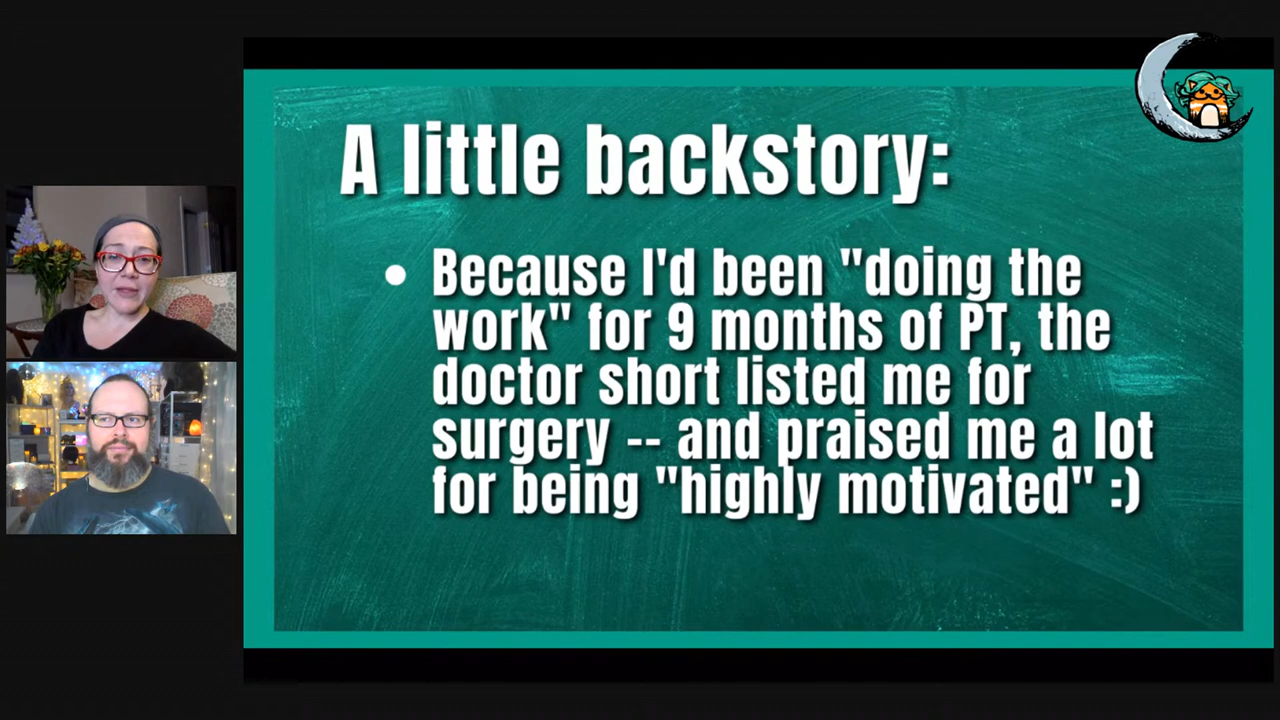 A little backstory:
• Because I'd been "doing the
work" for 9 months of PT, the
doctor short listed me for
surgery -- and praised me a lot
for being "highly motivated" :)